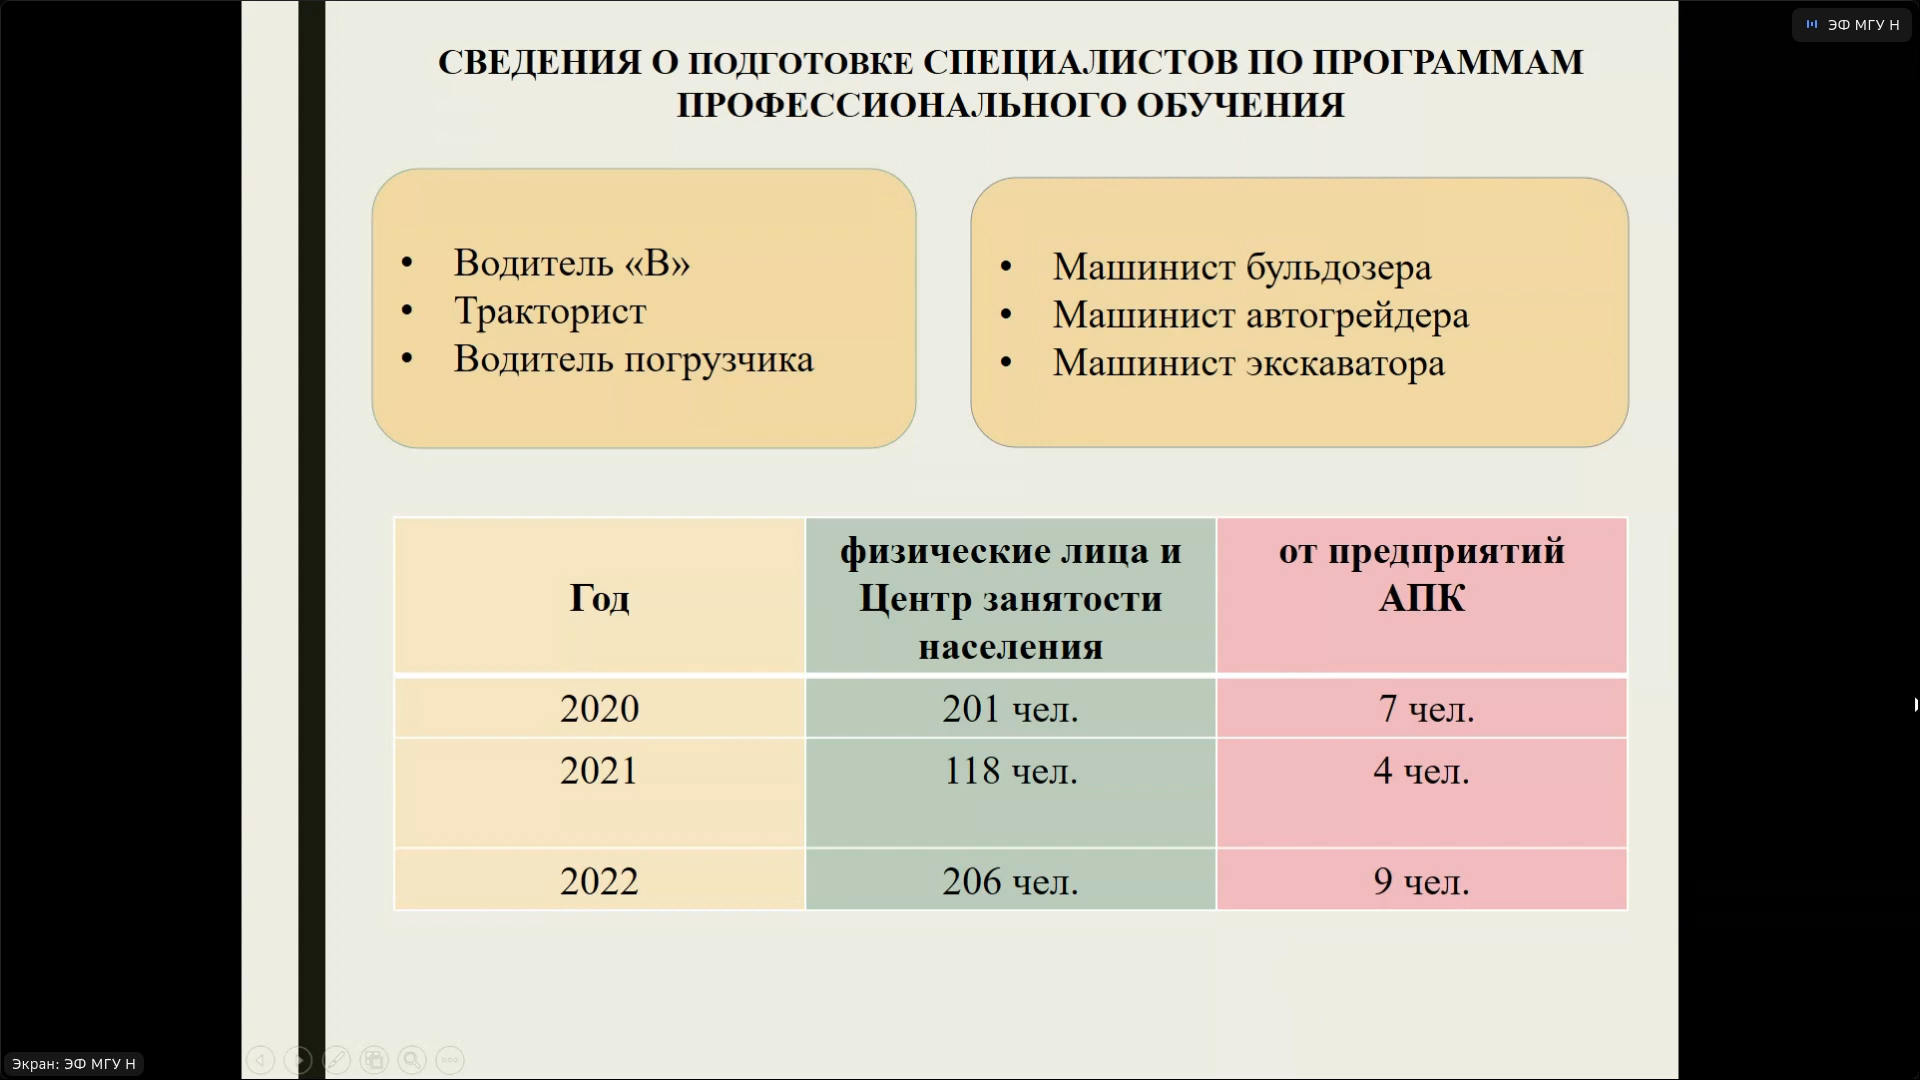 ЭФ МГУ Н
СВЕДЕНИЯ О ПОДГОТОВКЕ СПЕЦИАЛИСТОВ ПО ПРОГРАММАМ
ПРОФЕССИОНАЛЬНОГО ОБУЧЕНИЯ
• Водитель «В»
• Тракторист
• Водитель погрузчика
• Машинист бульдозера
• Машинист автогрейдера
• Машинист экскаватора
Год
физические лица и
Центр занятости
населения
от предприятий
АПК
2020 201 чел. 7 чел.
2021 118 чел. 4 чел.
2022 206 чел. 9 чел.
Экран: ЭФ МГУ Н